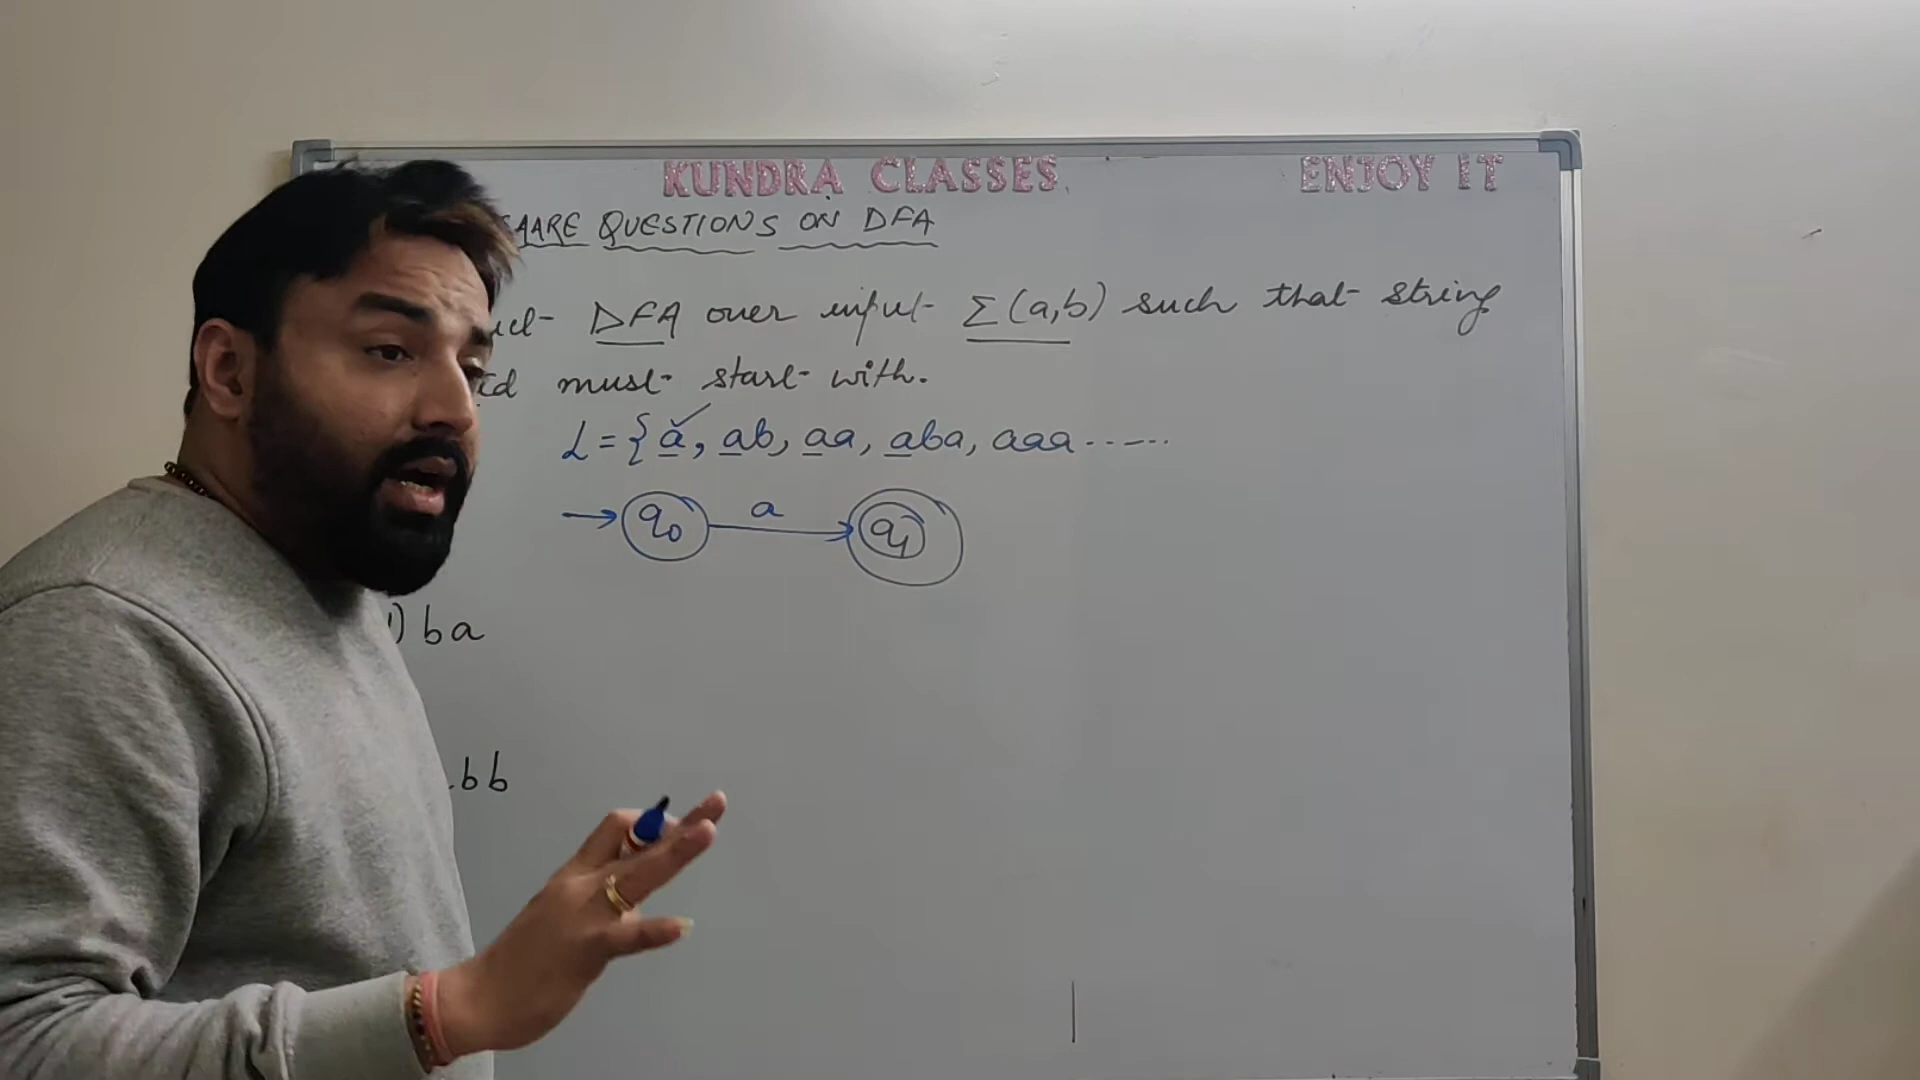 KUNDRA CLASSES ENJOY IT
QUESTIONS ON DFA
DFA over input Σ(a,b) such that string
must start with.
L={a, ab, aa, aba, aaa------
q0 a q1
ba
bb